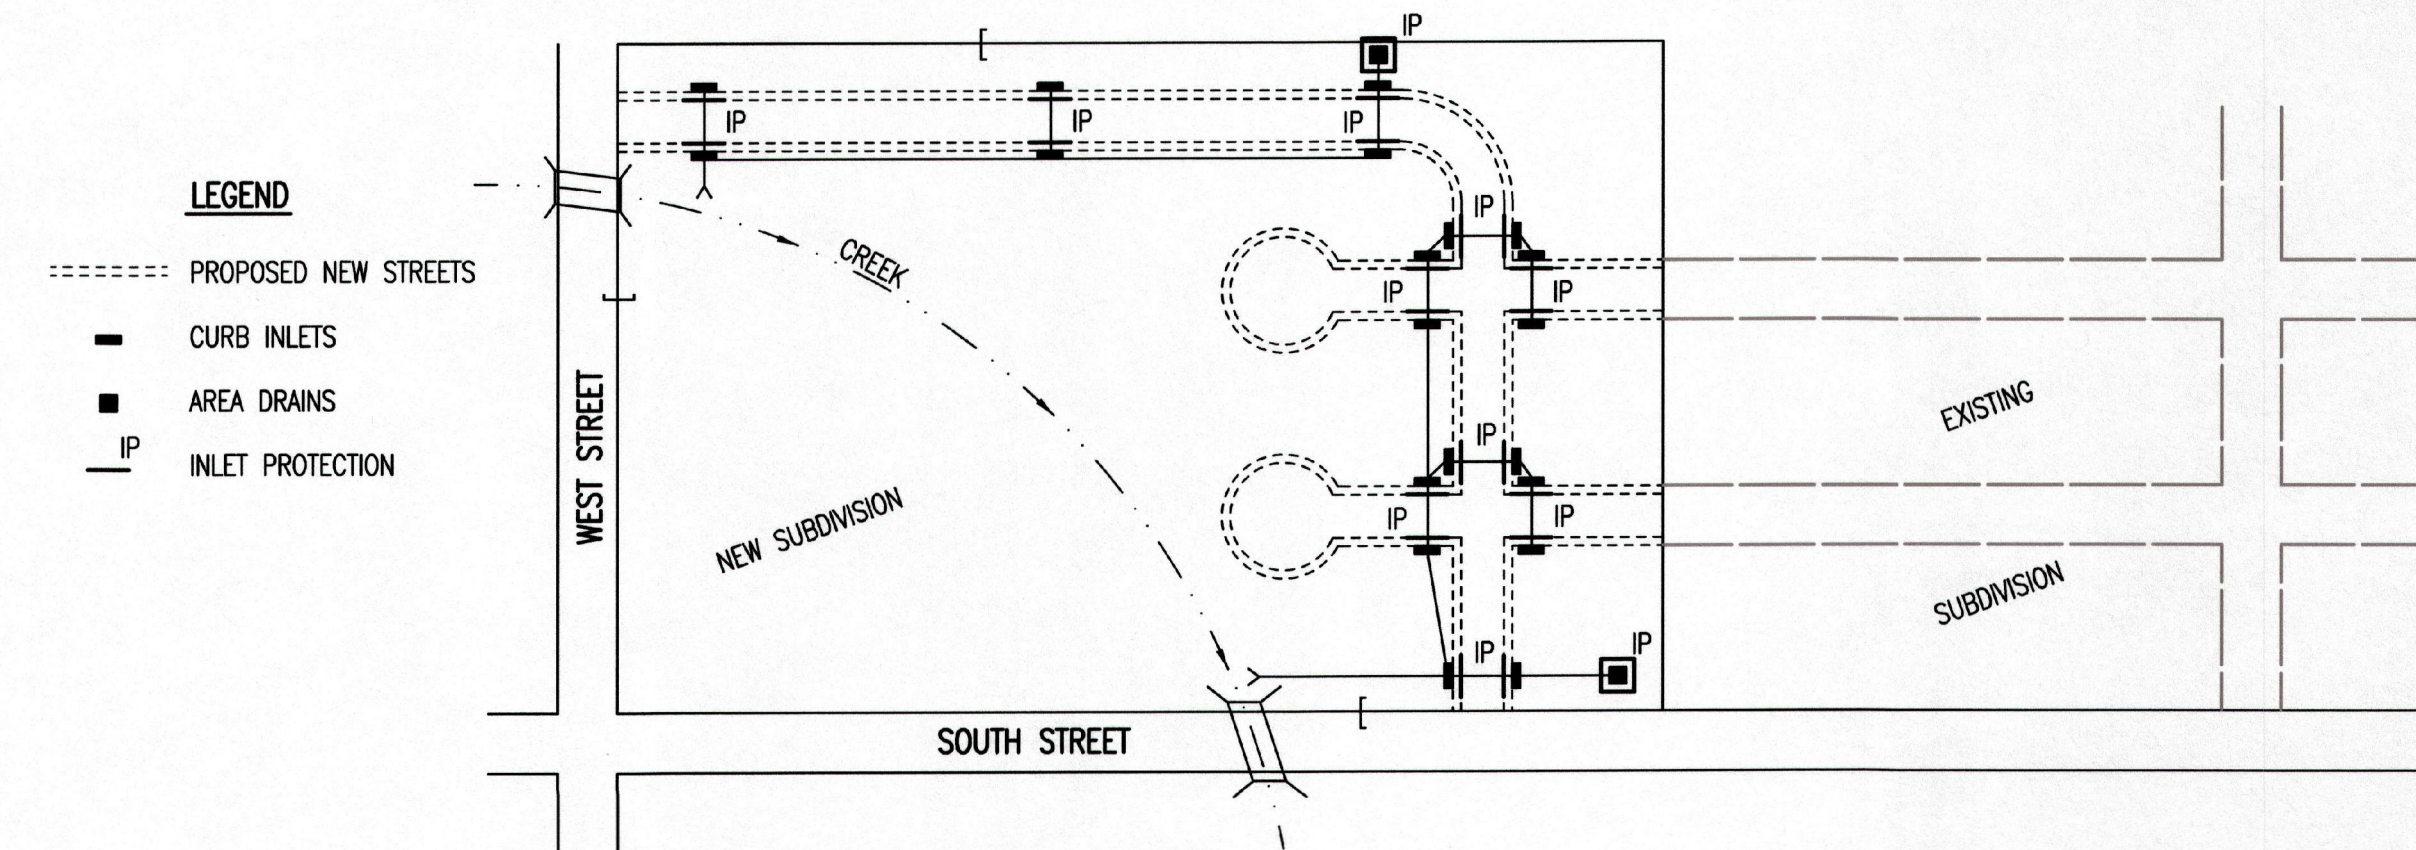 IP
IP
IP
IP
LEGEND
IP
CREEK
PROPOSED NEW STREETS
IP
IP
CURB INLETS
WEST STREET
AREA DRAINS
EXISTING
IP
IP
INLET PROTECTION
NEW SUBDIVISION
IP
IP
SUBDIVISION
IP
IP
SOUTH STREET